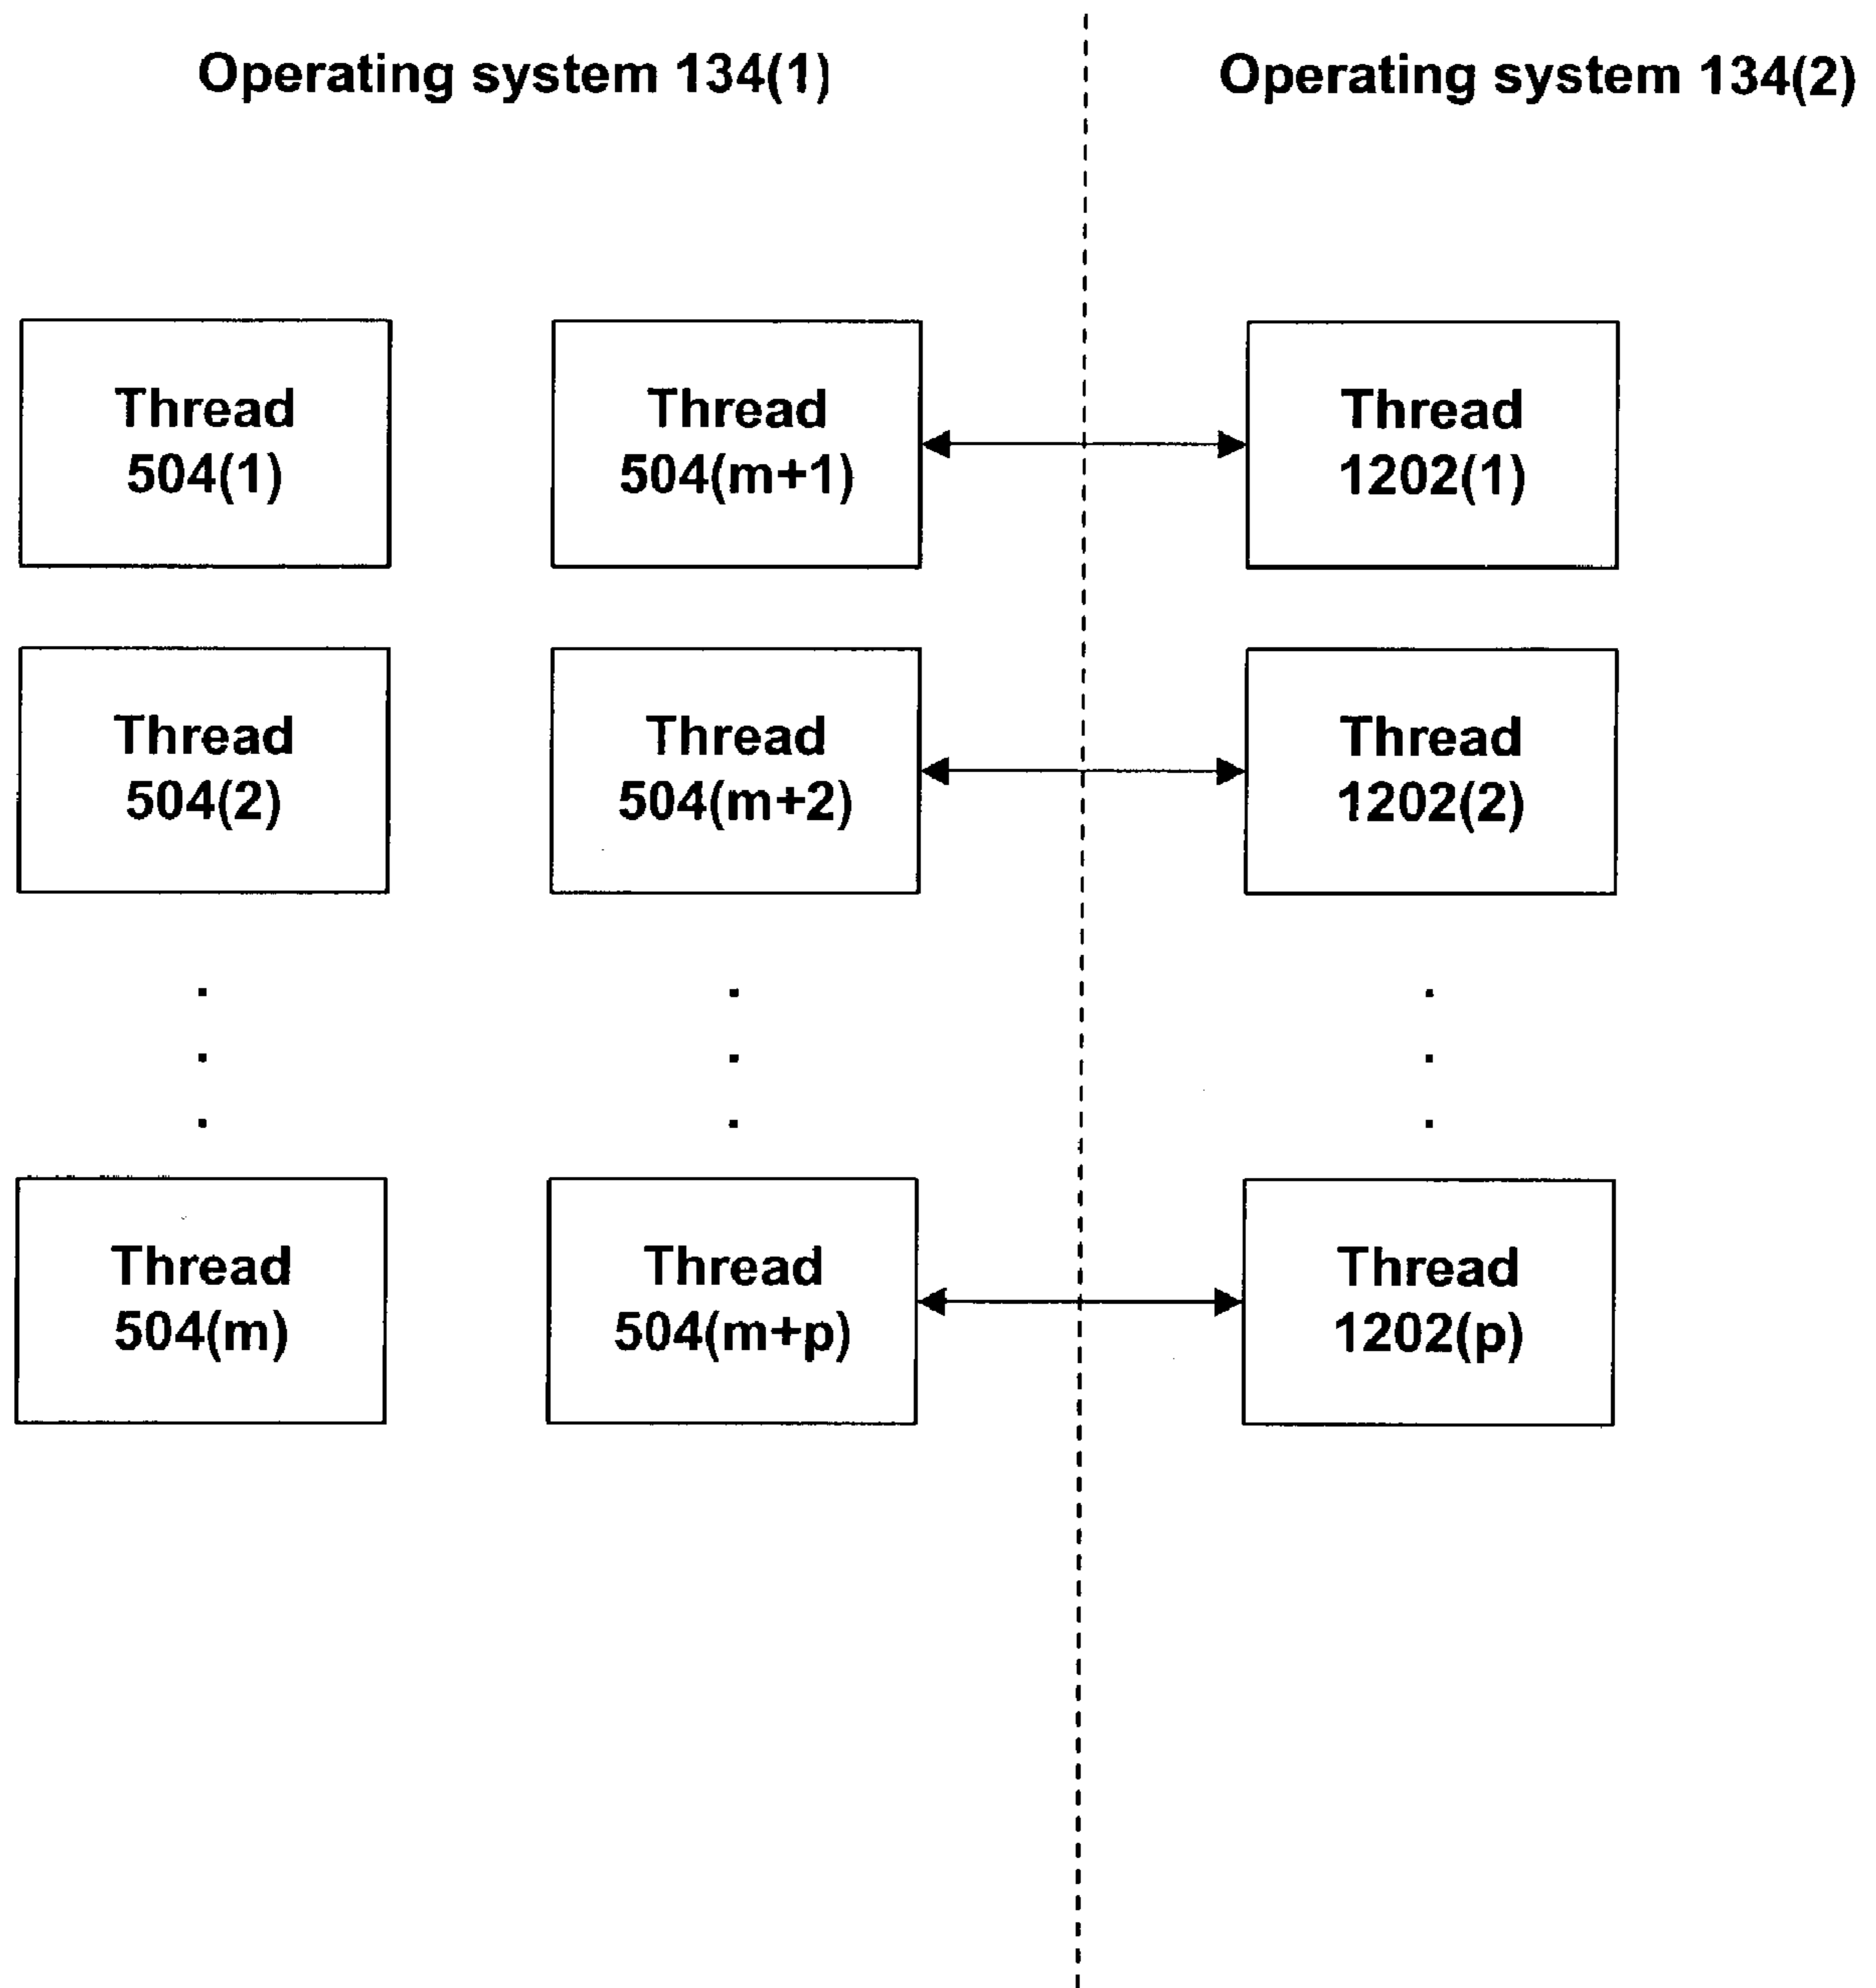 Operating system 134(1)
Operating system 134(2)
Thread
504(1)
Thread
504(m+1)
Thread
1202(1)
Thread
504(2)
Thread
504(m+2)
Thread
1202(2)
Thread
504(m)
Thread
504(m+p)
Thread
1202(p)